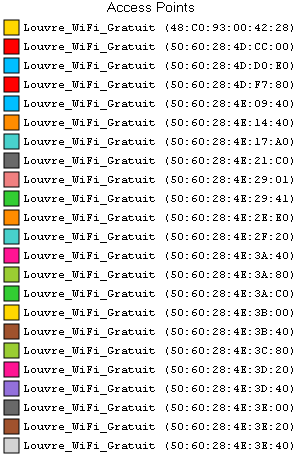 Access Points
Louvre_WiFi_Gratuit (48:C0:93:00:42:28)
Louvre_WiFi_Gratuit (50:60:28:4D:CC:00)
Louvre_WiFi_Gratuit (50:60:28:4D:D0:E0)
Louvre_WiFi_Gratuit (50:60:28:4D:F7:80)
Louvre_WiFi_Gratuit (50:60:28:4E:09:40)
Louvre_WiFi_Gratuit (50:60:28:4E:14:40)
Louvre_WiFi_Gratuit (50:60:28:4E:17:A0)
Louvre_WiFi_Gratuit (50:60:28:4E:21:C0)
Louvre_WiFi_Gratuit (50:60:28:4E:29:01)
Louvre_WiFi_Gratuit (50:60:28:4E:29:41)
Louvre_WiFi_Gratuit (50:60:28:4E:2E:E0)
Louvre_WiFi_Gratuit (50:60:28:4E:2F:20)
Louvre_WiFi_Gratuit (50:60:28:4E:3A:40)
Louvre_WiFi_Gratuit (50:60:28:4E:3A:80)
Louvre_WiFi_Gratuit (50:60:28:4E:3A:C0)
Louvre_WiFi_Gratuit (50:60:28:4E:3B:00)
Louvre_WiFi_Gratuit (50:60:28:4E:3B:40)
Louvre_WiFi_Gratuit (50:60:28:4E:3C:80)
Louvre_WiFi_Gratuit (50:60:28:4E:3D:20)
Louvre_WiFi_Gratuit (50:60:28:4E:3D:40)
Louvre_WiFi_Gratuit (50:60:28:4E:3E:00)
Louvre_WiFi_Gratuit (50:60:28:4E:3E:20)
Louvre_WiFi_Gratuit (50:60:28:4E:3E:40)